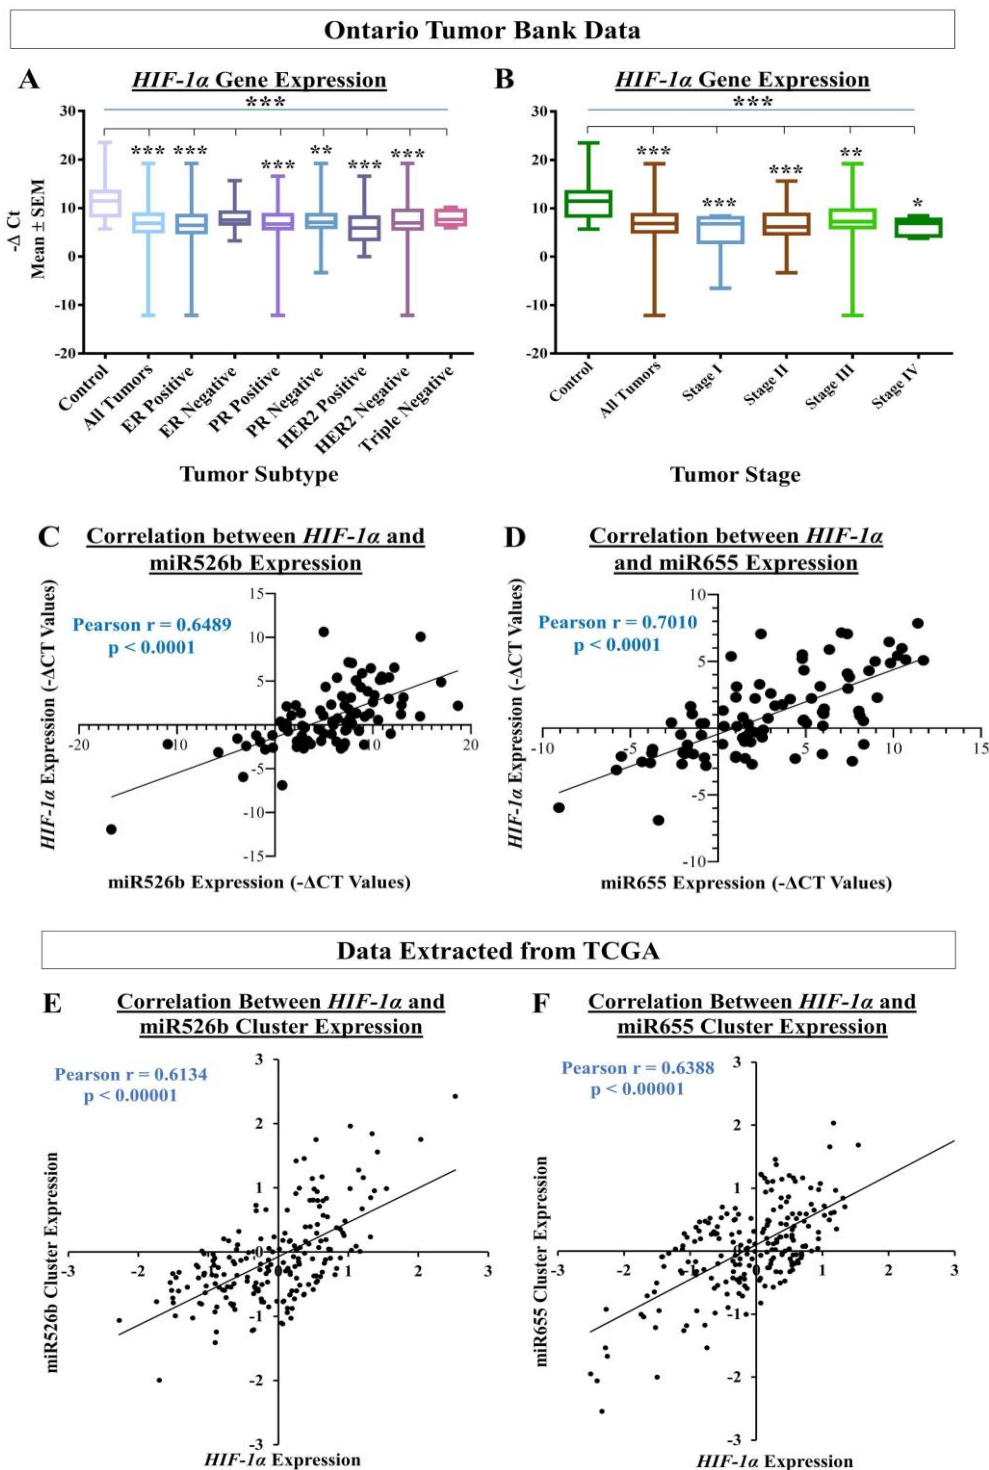 Ontario Tumor Bank Data
A
HIF-1α Gene Expression
***
*** *** *** ** *** ***
-Δ Ct
Mean ± SEM
30
20
10
0
-10
-20
Control
All Tumors
ER Positive
ER Negative
PR Positive
PR Negative
HER2 Positive
HER2 Negative
Triple Negative
Tumor Subtype
B
HIF-1α Gene Expression
***
*** *** *** ** *
30
20
10
0
-10
-20
Control
All Tumors
Stage I
Stage II
Stage III
Stage IV
Tumor Stage
C
Correlation between HIF-1α and
miR526b Expression
Pearson r = 0.6489
p < 0.0001
HIF-1α Expression (-ΔCT Values)
15
10
5
-5
-10
-15
-20 -10 10 20
miR526b Expression (-ΔCT Values)
D
Correlation between HIF-1α
and miR655 Expression
Pearson r = 0.7010
p < 0.0001
HIF-1α Expression (-ΔCT Values)
10
5
-5
-10
-10 -5 5 10 15
miR655 Expression (-ΔCT Values)
Data Extracted from TCGA
E
Correlation Between HIF-1α and
miR526b Cluster Expression
Pearson r = 0.6134
p < 0.00001
miR526b Cluster Expression
3
2
1
0
-1
-2
-3
-3 -2 -1 0 1 2 3
HIF-1α Expression
F
Correlation Between HIF-1α and
miR655 Cluster Expression
Pearson r = 0.6388
p < 0.00001
miR655 Cluster Expression
3
2
1
0
-1
-2
-3
-3 -2 -1 0 1 2 3
HIF-1α Expression